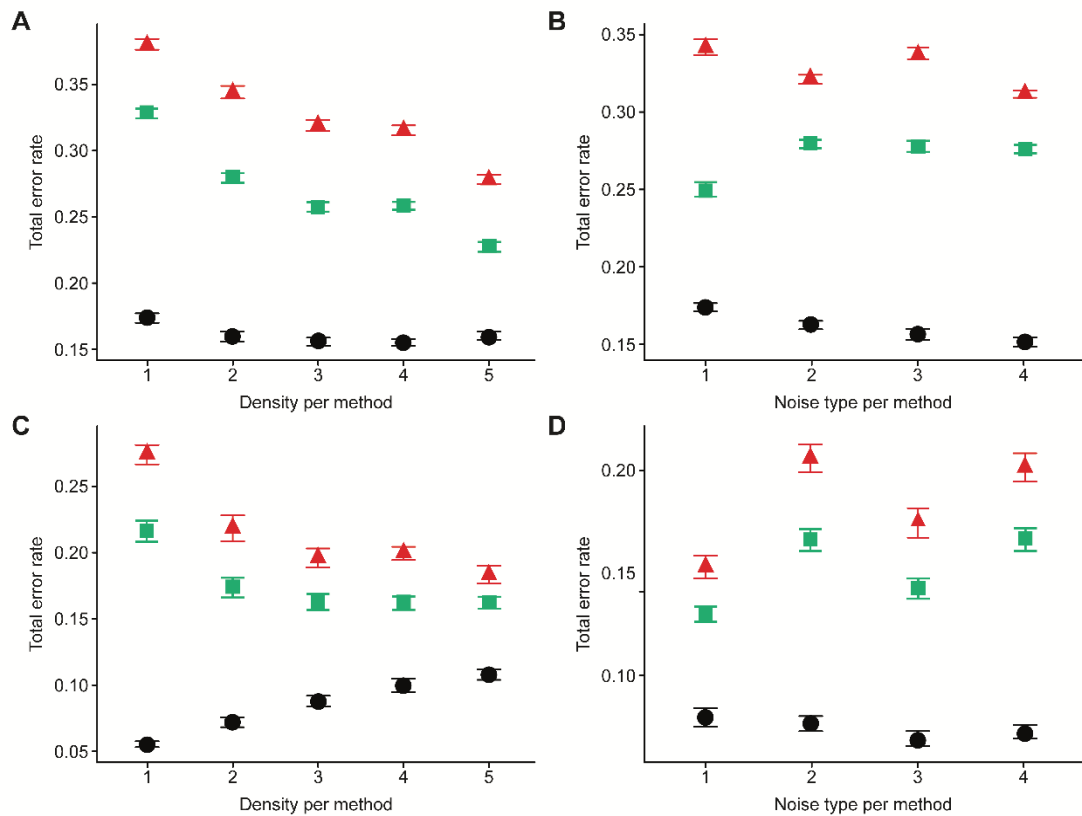 A
0.35
0.30
0.25
0.20
0.15
Total error rate
1 2 3 4 5
Density per method
B
0.35
0.30
0.25
0.20
0.15
Total error rate
1 2 3 4
Noise type per method
C
0.25
0.20
0.15
0.10
0.05
Total error rate
1 2 3 4 5
Density per method
D
0.20
0.15
0.10
Total error rate
1 2 3 4
Noise type per method